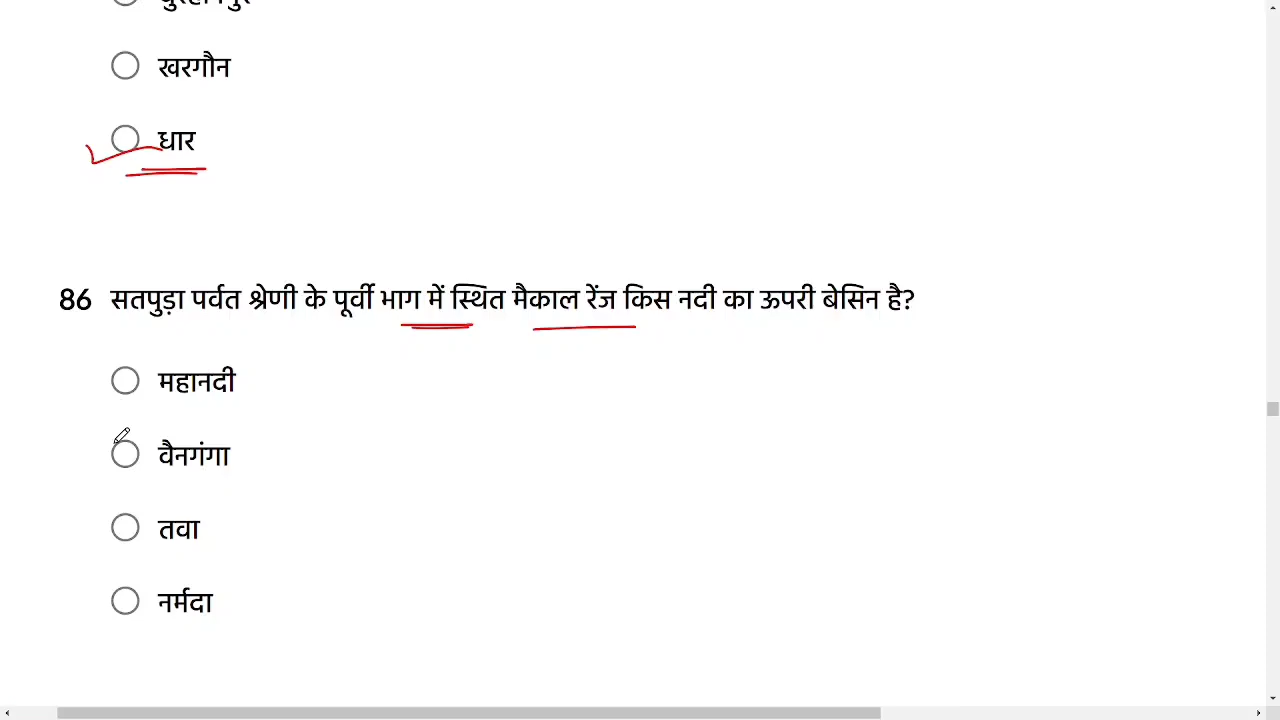 खरगौन
धार
86 सतपुड़ा पर्वत श्रेणी के पूर्वी भाग में स्थित मैकाल रेंज किस नदी का ऊपरी बेसिन है?
महानदी
वैनगंगा
तवा
नर्मदा